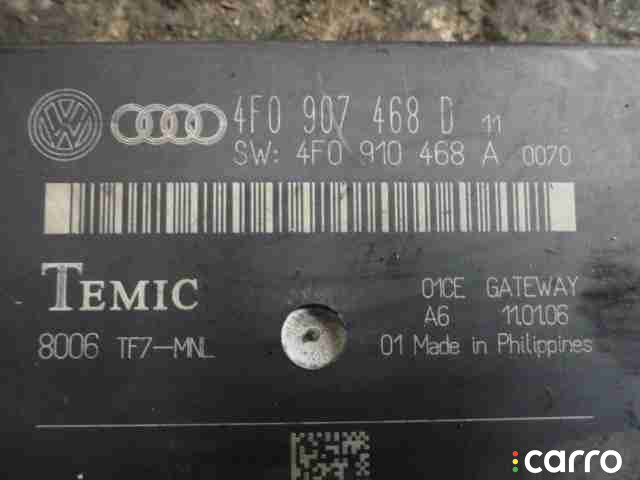 4F0 907 468 D 11
SW: 4F0 910 468 A 0070
TEMIC
01CE GATEWAY
A6 11.01.06
8006 TF7-MNL
01 Made in Philippines
carro